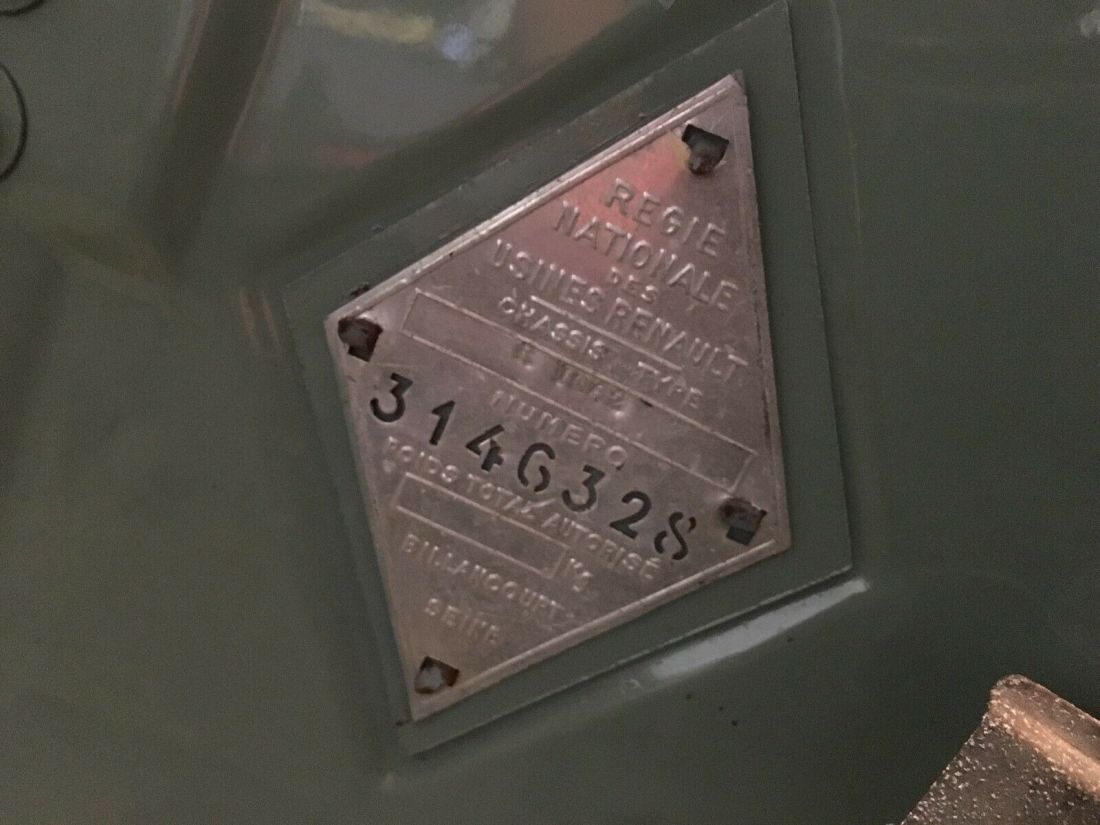 REGIE
NATIONALE
DES
USINES RENAULT
CHASSIS TYPE
NUMERO
3146328
POIDS TOTAL AUTORISÉ
Kg
BILLANCOURT
SEINE